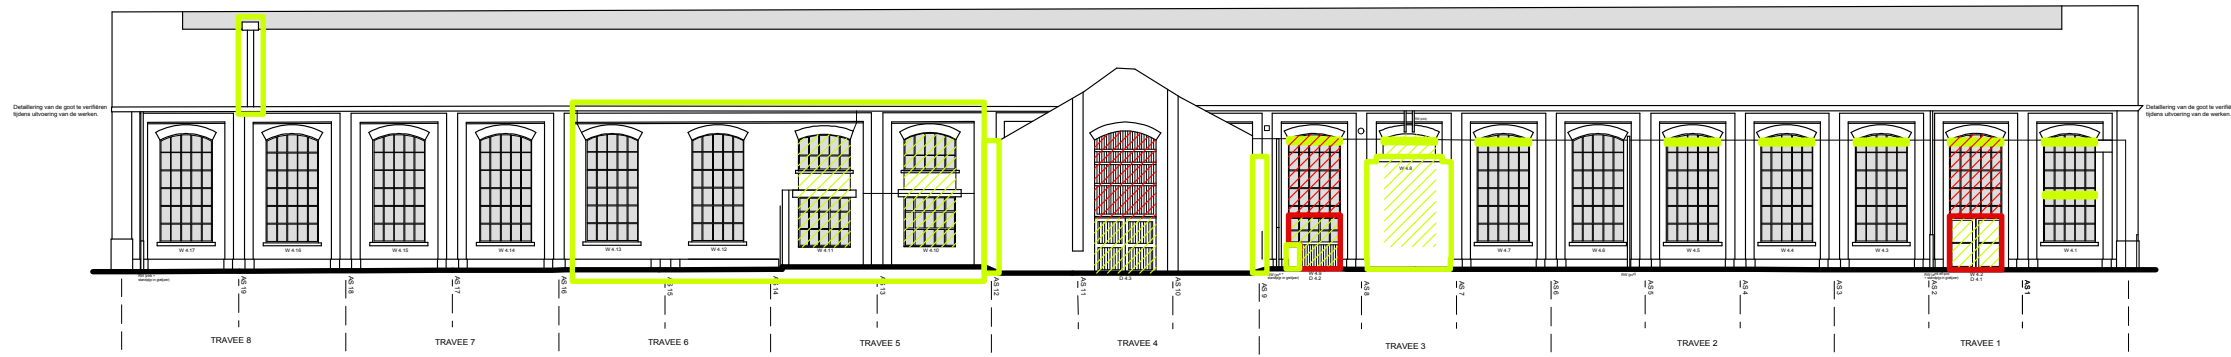 Detaillering van de goot te verifiëren
tijdens uitvoering van de werken.
Detaillering van de goot te verifië
tijdens uitvoering van de werken.
W 4.17
W 4.16
W 4.15
W 4.14
W 4.13
W 4.12
W 4.11
W 4.10
D 4.3
W 4.9
D 4.2
W 4.8
W 4.7
W 4.6
W 4.5
W 4.4
W 4.3
W 4.2
D 4.1
W 4.1
AS 19
AS 18
AS 17
AS 16
AS 15
AS 14
AS 13
AS 12
AS 11
AS 10
AS 9
AS 8
AS 7
AS 6
AS 5
AS 4
AS 3
AS 2
AS 1
TRAVEE 8
TRAVEE 7
TRAVEE 6
TRAVEE 5
TRAVEE 4
TRAVEE 3
TRAVEE 2
TRAVEE 1